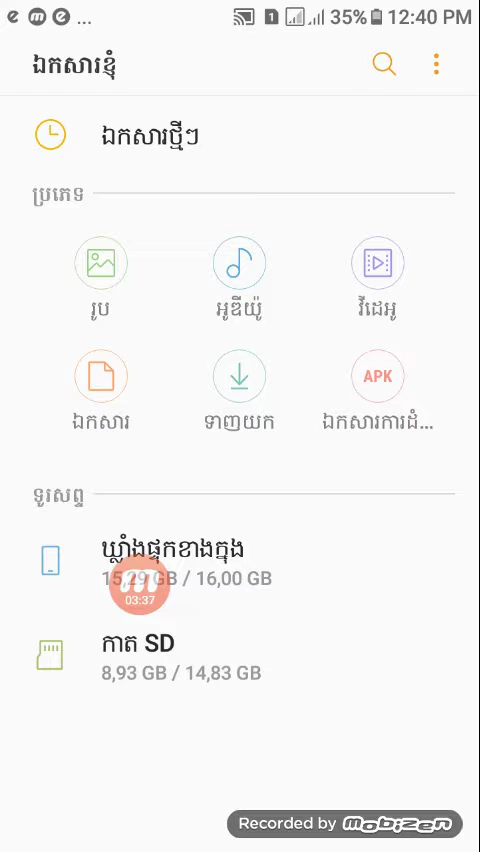 ... 35% 12:40 PM
ឯកសារខ្ញុំ
ឯកសារថ្មីៗ
ប្រភេទ
រូប អូឌីយ៉ូ វីដេអូ
APK
ឯកសារ ទាញយក ឯកសារការដំ...
ទូរសព្ទ
ឃ្លាំងផ្ទុកខាងក្នុង
15,29 GB / 16,00 GB
03:37
កាត SD
8,93 GB / 14,83 GB
Recorded by Mobizen